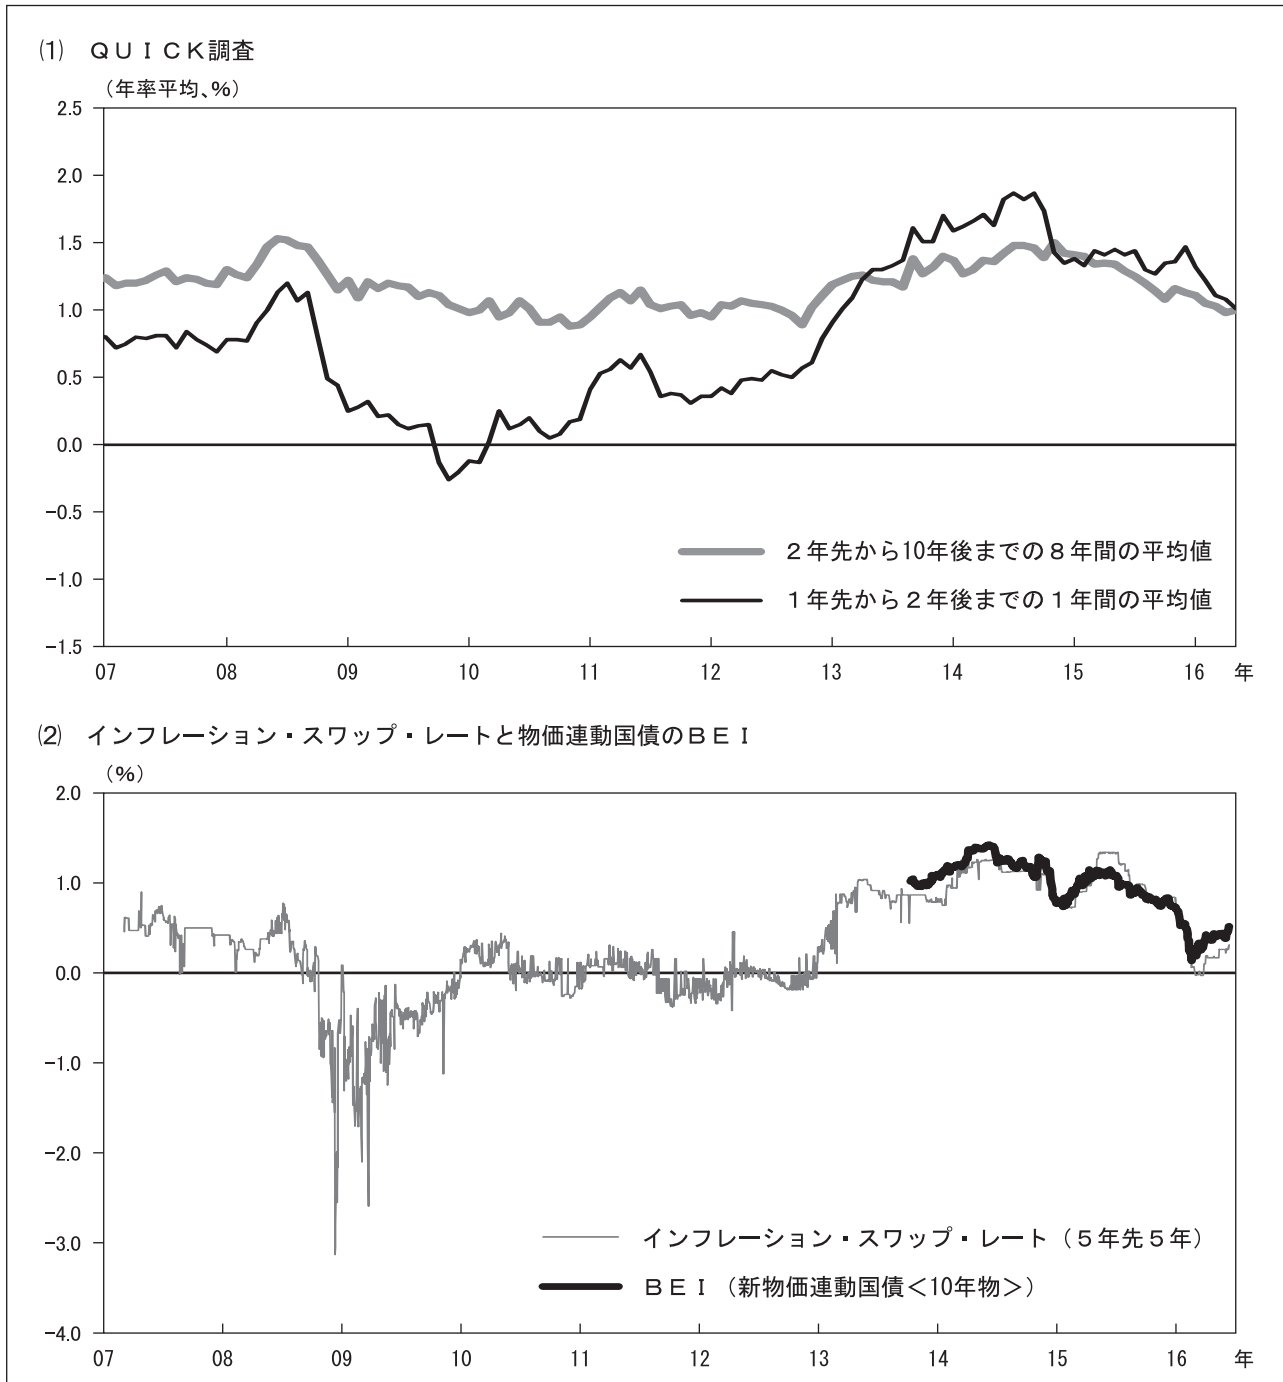 ⑴ ＱＵＩＣＫ調査
（年率平均、％）
2.5
2.0
1.5
1.0
0.5
0.0
−0.5
−1.0
−1.5
２年先から10年後までの８年間の平均値
１年先から２年後までの１年間の平均値
07 08 09 10 11 12 13 14 15 16 年
⑵ インフレーション・スワップ・レートと物価連動国債のＢＥＩ
（％）
2.0
1.0
0.0
−1.0
−2.0
−3.0
−4.0
インフレーション・スワップ・レート（５年先５年）
ＢＥＩ（新物価連動国債＜10年物＞）
07 08 09 10 11 12 13 14 15 16 年